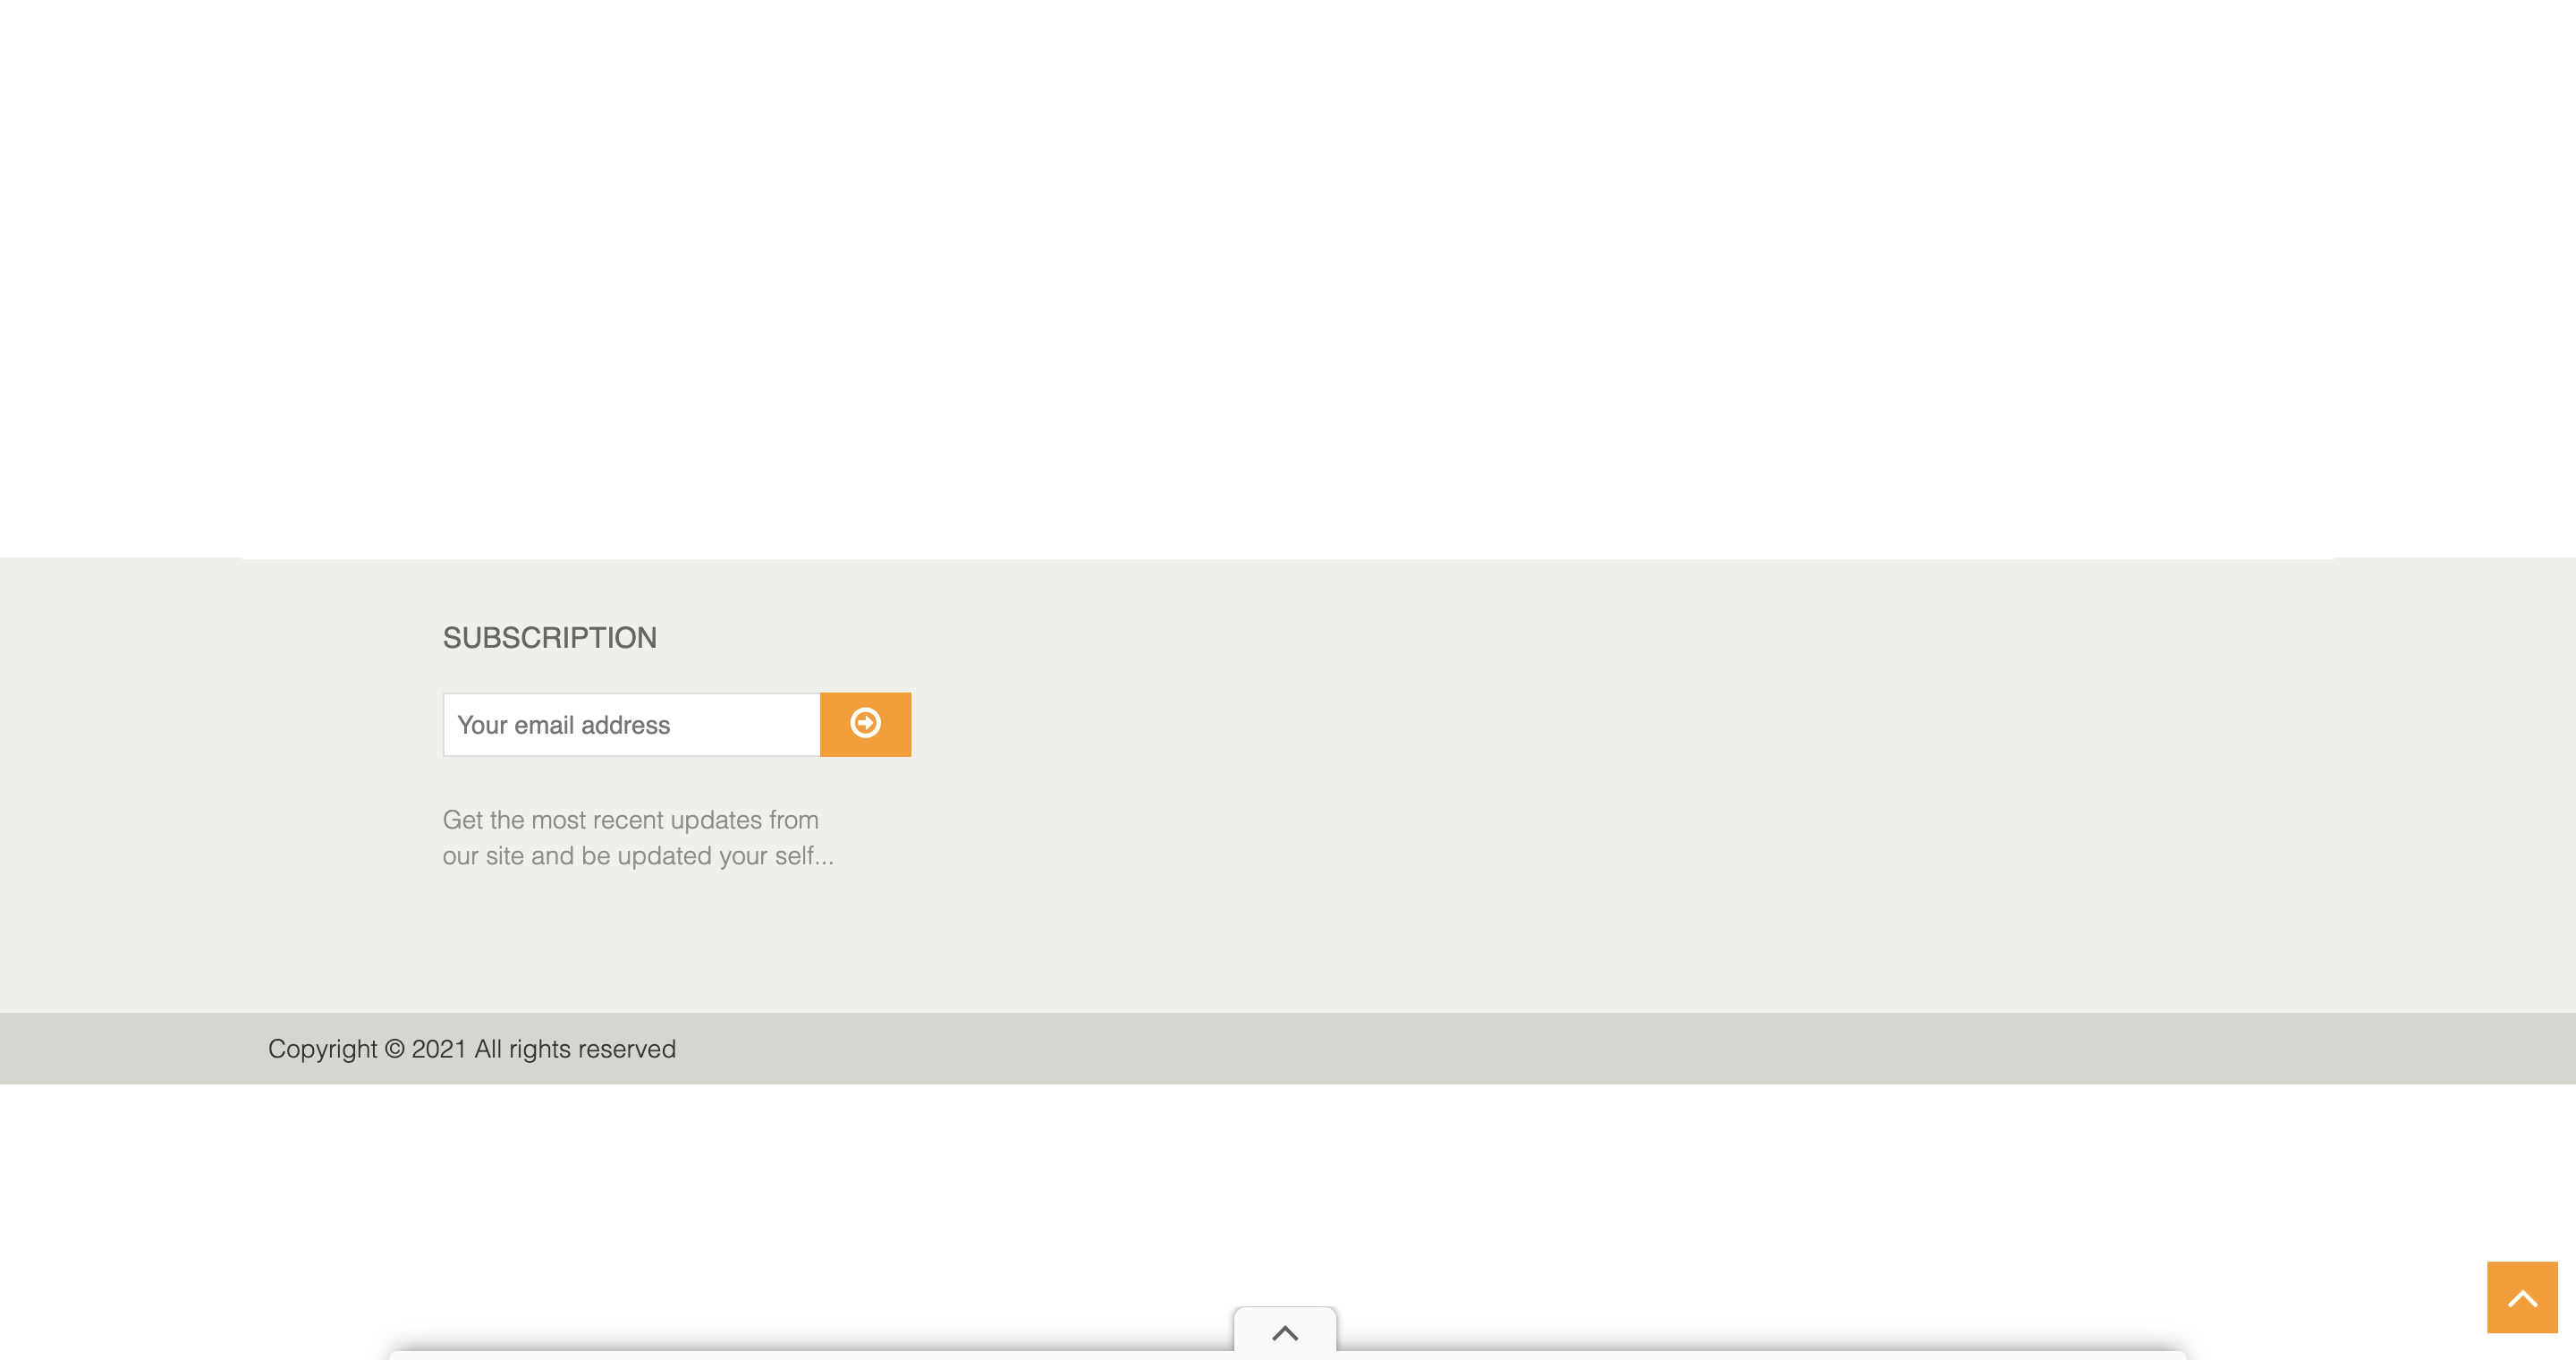 SUBSCRIPTION
Your email address
Get the most recent updates from
our site and be updated your self...
Copyright © 2021 All rights reserved